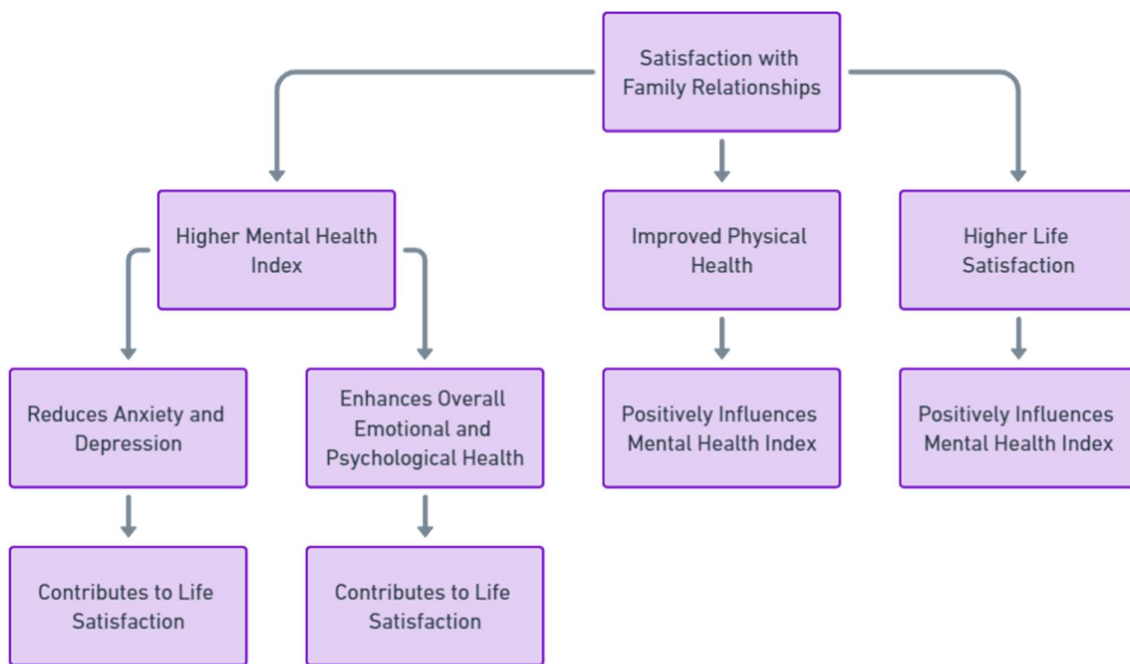 Satisfaction with
Family Relationships
Higher Mental Health
Index
Improved Physical
Health
Higher Life
Satisfaction
Reduces Anxiety and
Depression
Enhances Overall
Emotional and
Psychological Health
Positively Influences
Mental Health Index
Positively Influences
Mental Health Index
Contributes to Life
Satisfaction
Contributes to Life
Satisfaction